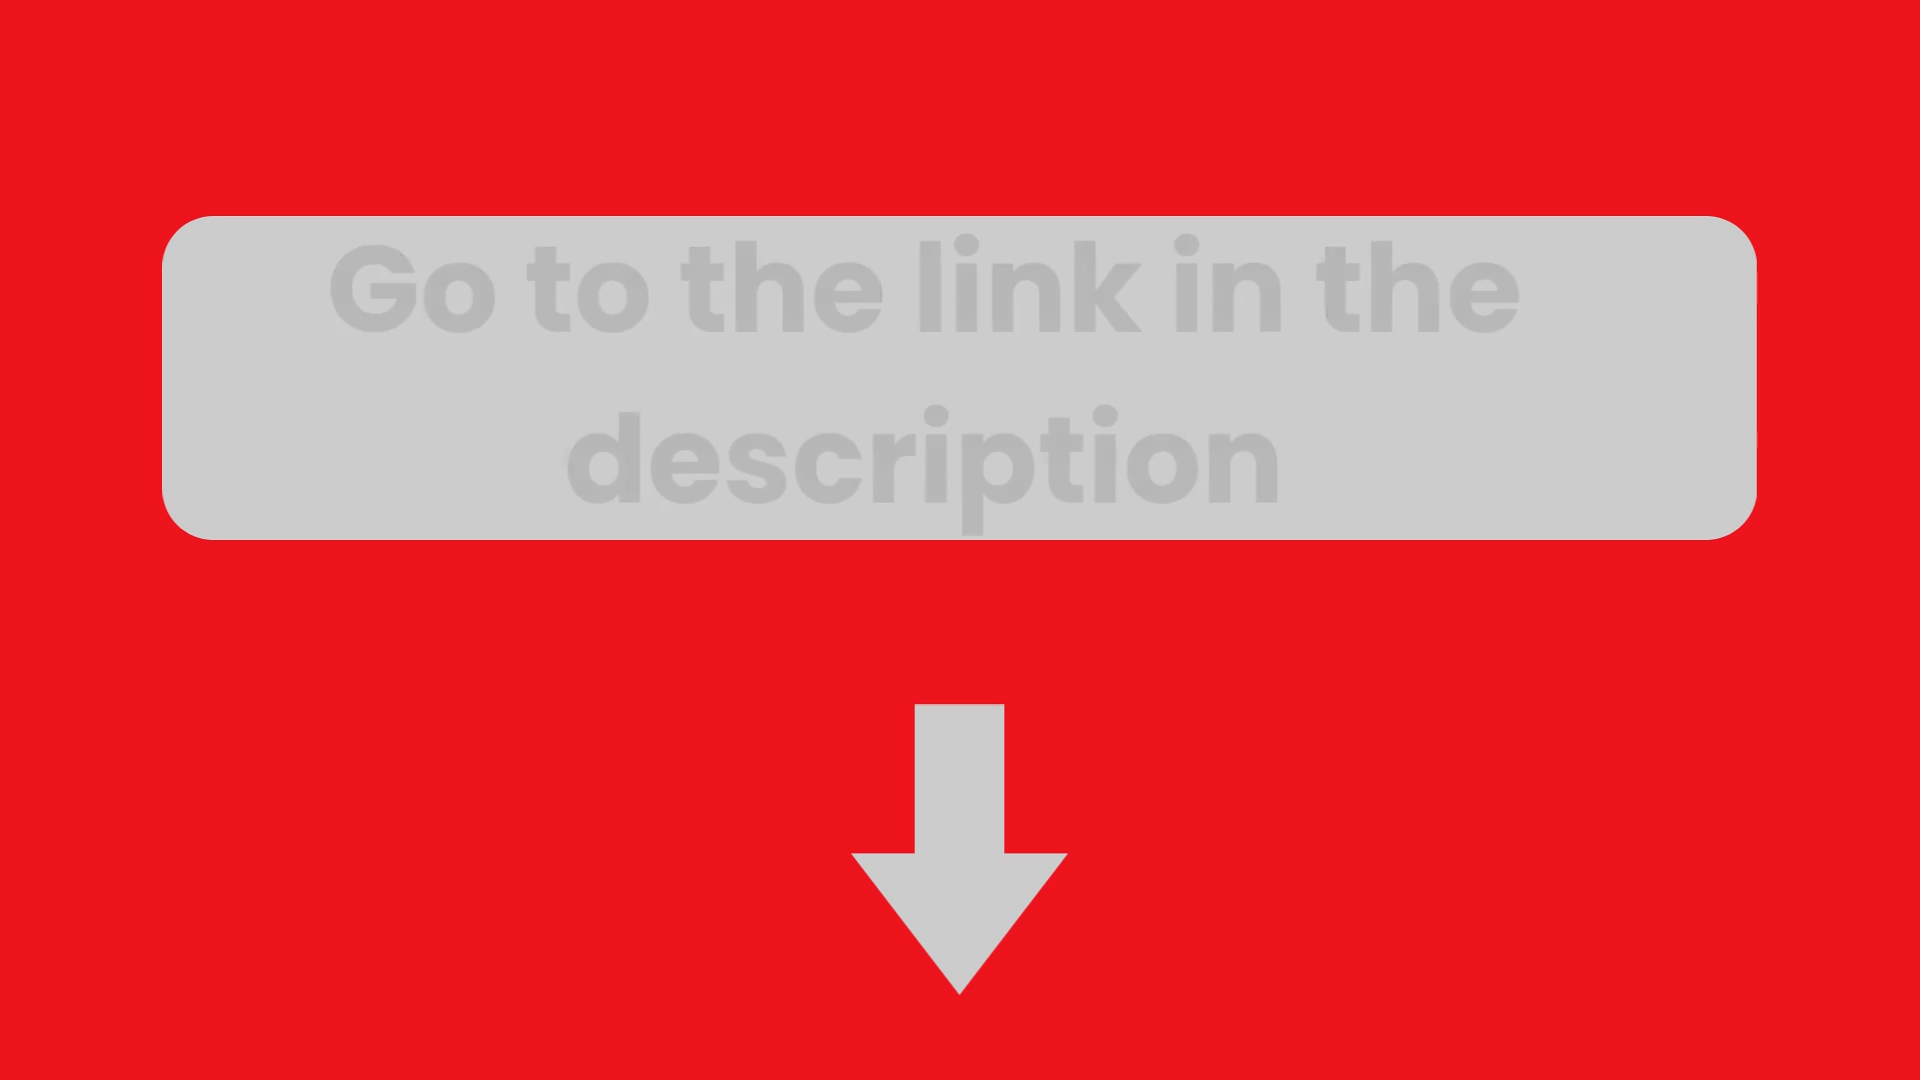 Go to the link in the
description